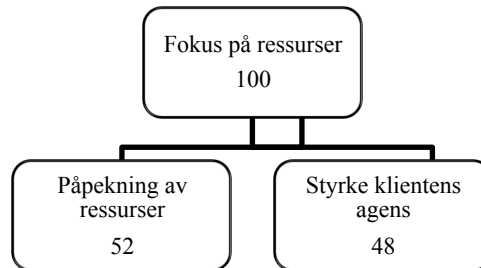 Fokus på ressurser
100
Påpekning av
ressurser
52
Styrke klientens
agens
48